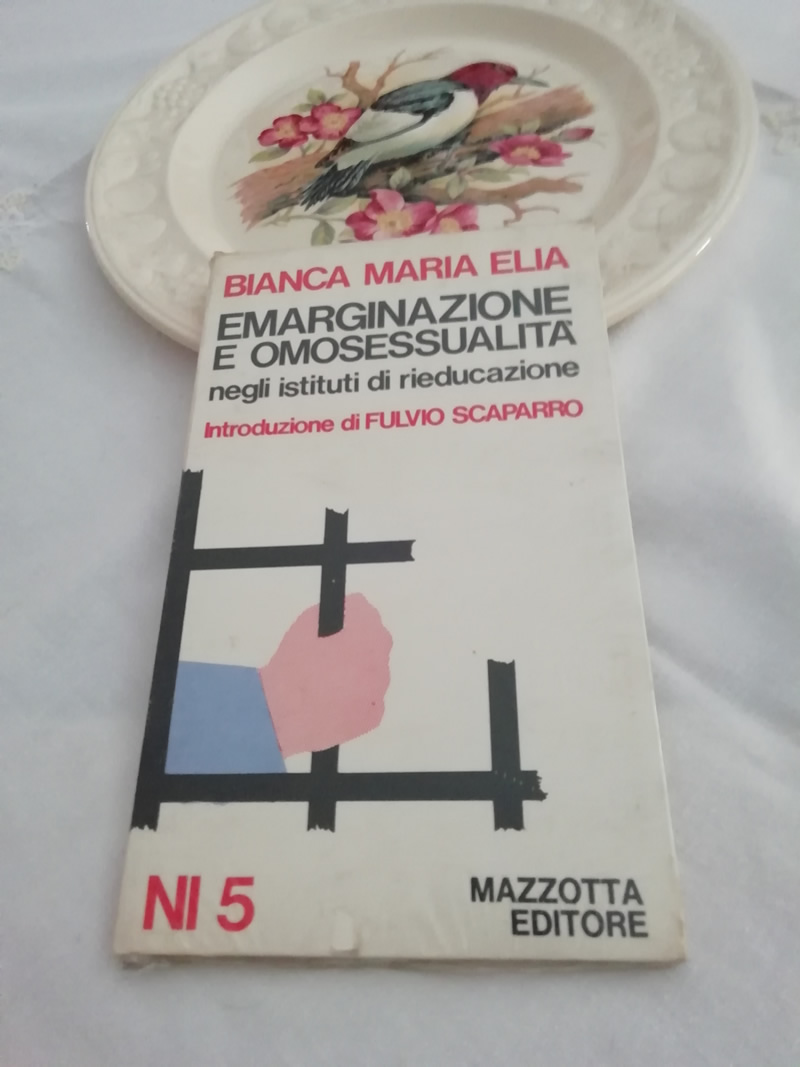 BIANCA MARIA ELIA
EMARGINAZIONE
E OMOSESSUALITÀ
negli istituti di rieducazione
Introduzione di FULVIO SCAPARRO
NI 5
MAZZOTTA
EDITORE